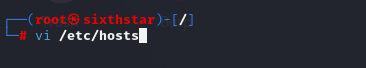 ┌──(root㉿sixthstar)-[/]
└─# vi /etc/hosts